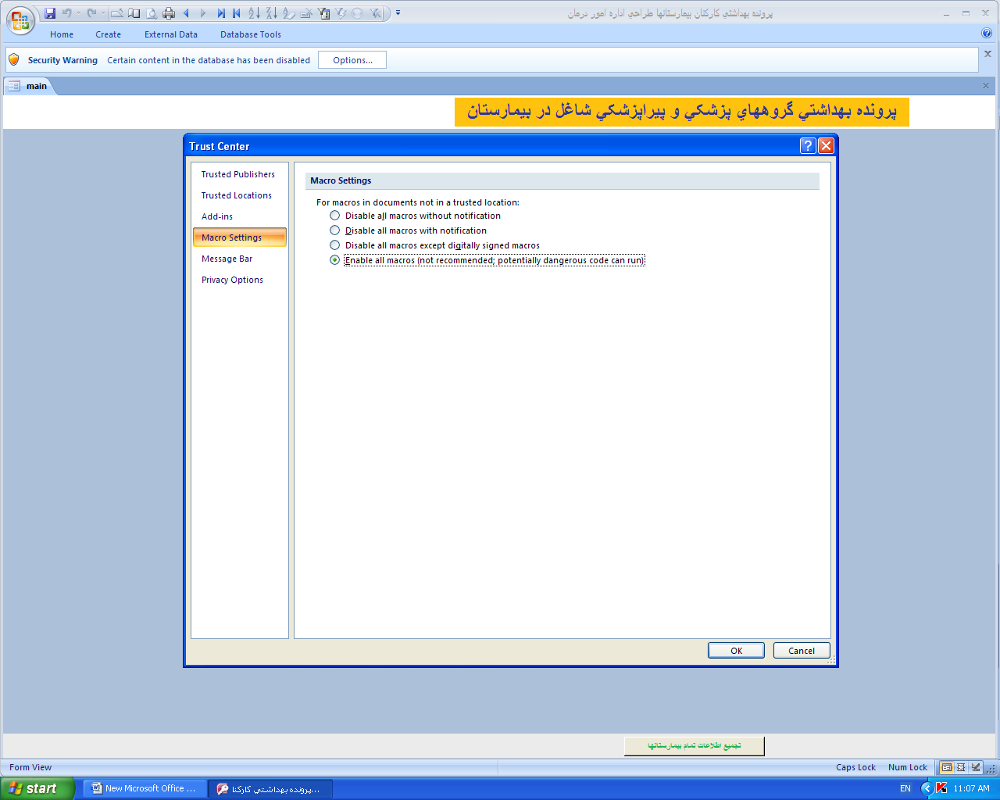 پرونده بهداشتي كاركنان بيمارستانها طراحي اداره امور درمان
Home Create External Data Database Tools
Security Warning Certain content in the database has been disabled Options...
main
پرونده بهداشتي گروههاي پزشكي و پيراپزشكي شاغل در بيمارستان
Trust Center
Trusted Publishers
Trusted Locations
Add-ins
Macro Settings
Message Bar
Privacy Options
Macro Settings
For macros in documents not in a trusted location:
Disable all macros without notification
Disable all macros with notification
Disable all macros except digitally signed macros
Enable all macros (not recommended; potentially dangerous code can run)
OK Cancel
تجميع اطلاعات تمام بيمارستانها
Form View Caps Lock Num Lock
start New Microsoft Office ... پرونده بهداشتي كاركنا... EN 11:07 AM